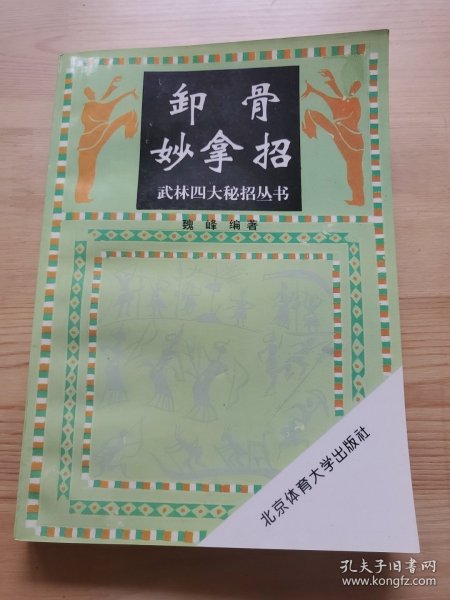 卸骨
妙拿招
武林四大秘招丛书
魏峰 编著
北京体育大学出版社
孔夫子旧书网
www.kongfz.com